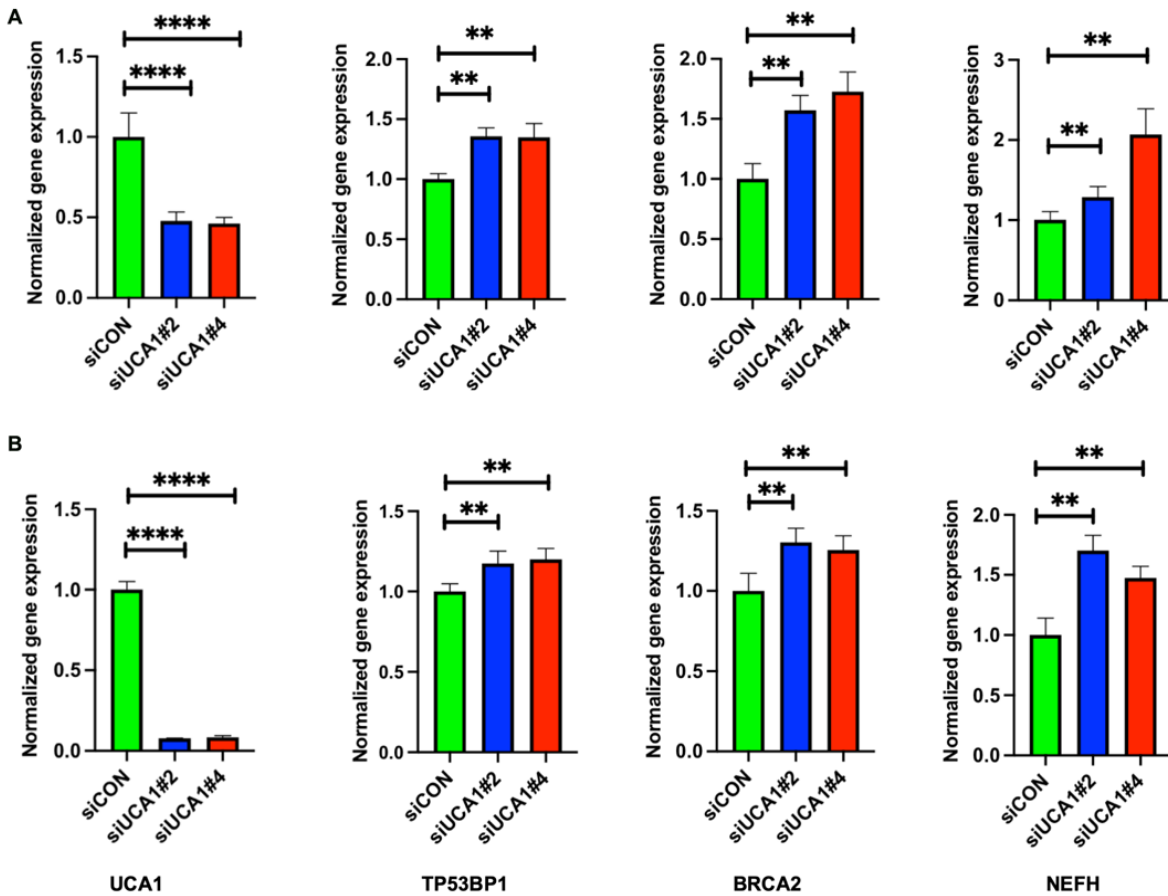 A
Normalized gene expression
1.5
1.0
0.5
0.0
****
****
siCON
siUCA1#2
siUCA1#4
Normalized gene expression
2.0
1.5
1.0
0.5
0.0
**
**
siCON
siUCA1#2
siUCA1#4
Normalized gene expression
2.0
1.5
1.0
0.5
0.0
**
**
siCON
siUCA1#2
siUCA1#4
Normalized gene expression
3
2
1
0
**
**
siCON
siUCA1#2
siUCA1#4
B
Normalized gene expression
1.5
1.0
0.5
0.0
****
****
siCON
siUCA1#2
siUCA1#4
Normalized gene expression
1.5
1.0
0.5
0.0
**
**
siCON
siUCA1#2
siUCA1#4
Normalized gene expression
1.5
1.0
0.5
0.0
**
**
siCON
siUCA1#2
siUCA1#4
Normalized gene expression
2.0
1.5
1.0
0.5
0.0
**
**
siCON
siUCA1#2
siUCA1#4
UCA1
TP53BP1
BRCA2
NEFH